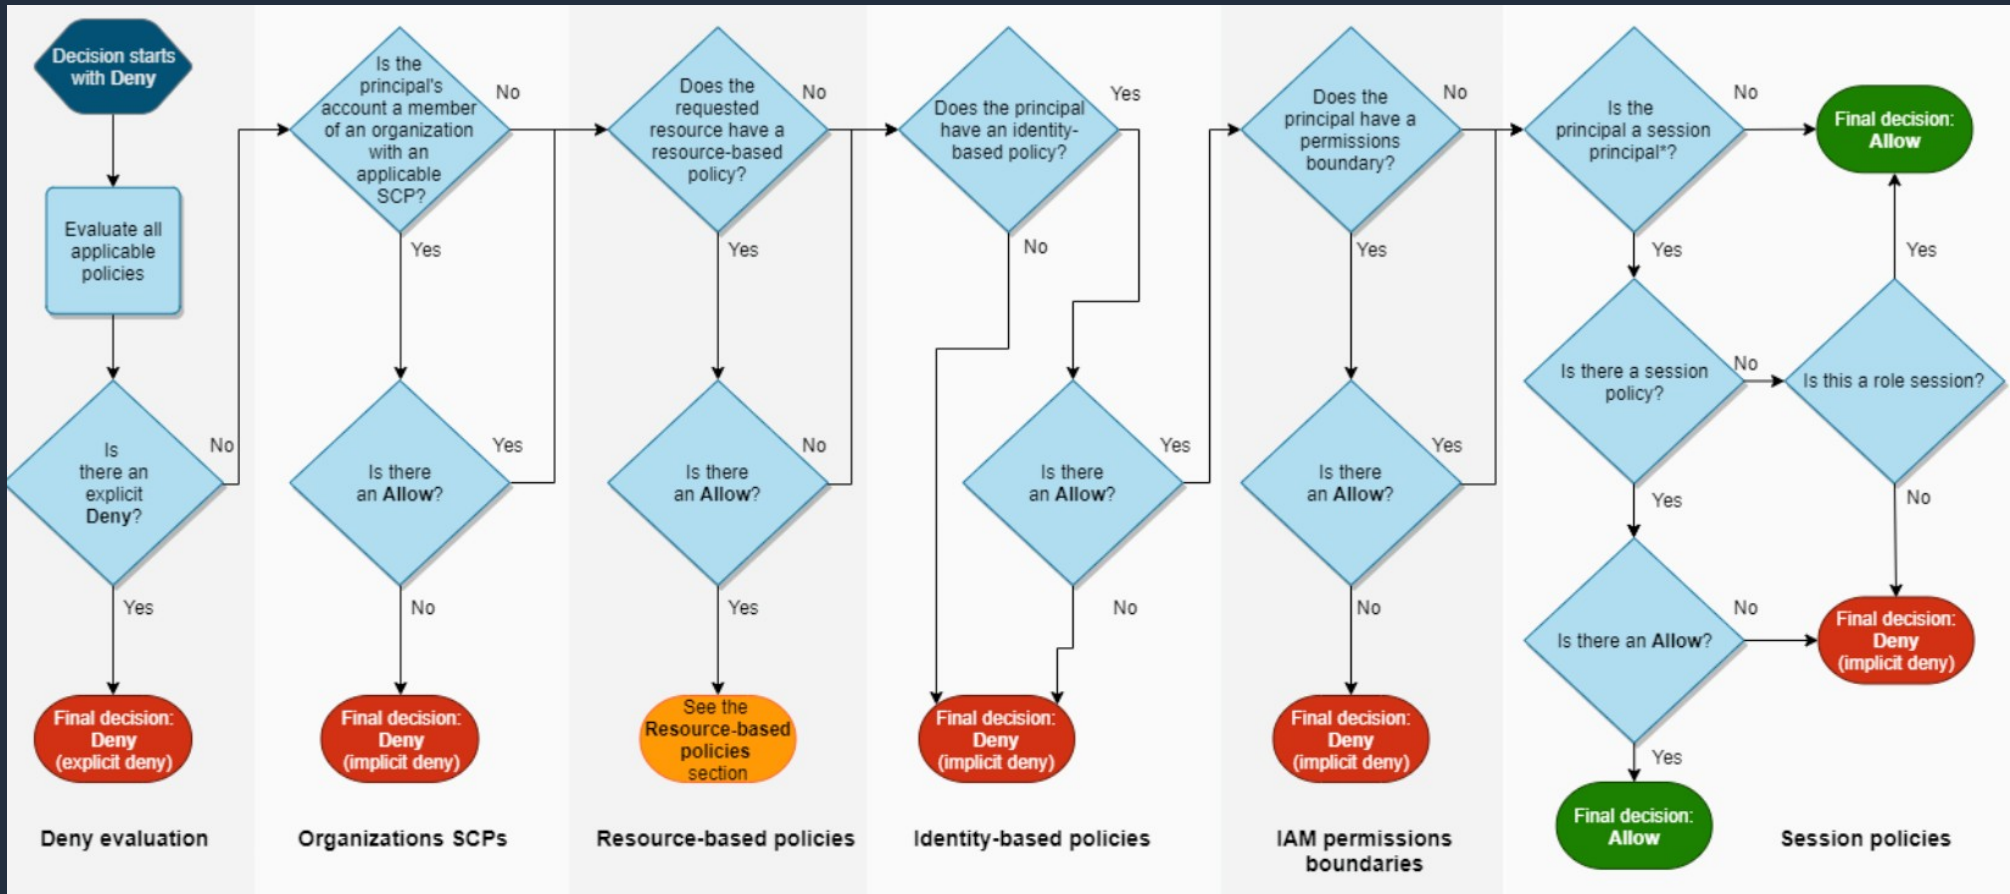 Decision starts
with Deny
Evaluate all
applicable
policies
Is
there an
explicit
Deny?
No
Yes
Final decision:
Deny
(explicit deny)
Deny evaluation
Is the
principal's
account a member
of an organization
with an
applicable
SCP?
No
Yes
Is there
an Allow?
Yes
No
Final decision:
Deny
(implicit deny)
Organizations SCPs
Does the
requested
resource have a
resource-based
policy?
No
Yes
Is there
an Allow?
No
Yes
See the
Resource-based
policies
section
Resource-based policies
Does the principal
have an identity-
based policy?
Yes
No
Is there
an Allow?
Yes
No
Final decision:
Deny
(implicit deny)
Identity-based policies
Does the
principal have a
permissions
boundary?
No
Yes
Is there
an Allow?
Yes
No
Final decision:
Deny
(implicit deny)
IAM permissions
boundaries
Is the
principal a session
principal*?
No
Final decision:
Allow
Yes
Is there a session
policy?
No
Is this a role session?
Yes
No
Yes
Is there an Allow?
No
Final decision:
Deny
(implicit deny)
Yes
Final decision:
Allow
Session policies